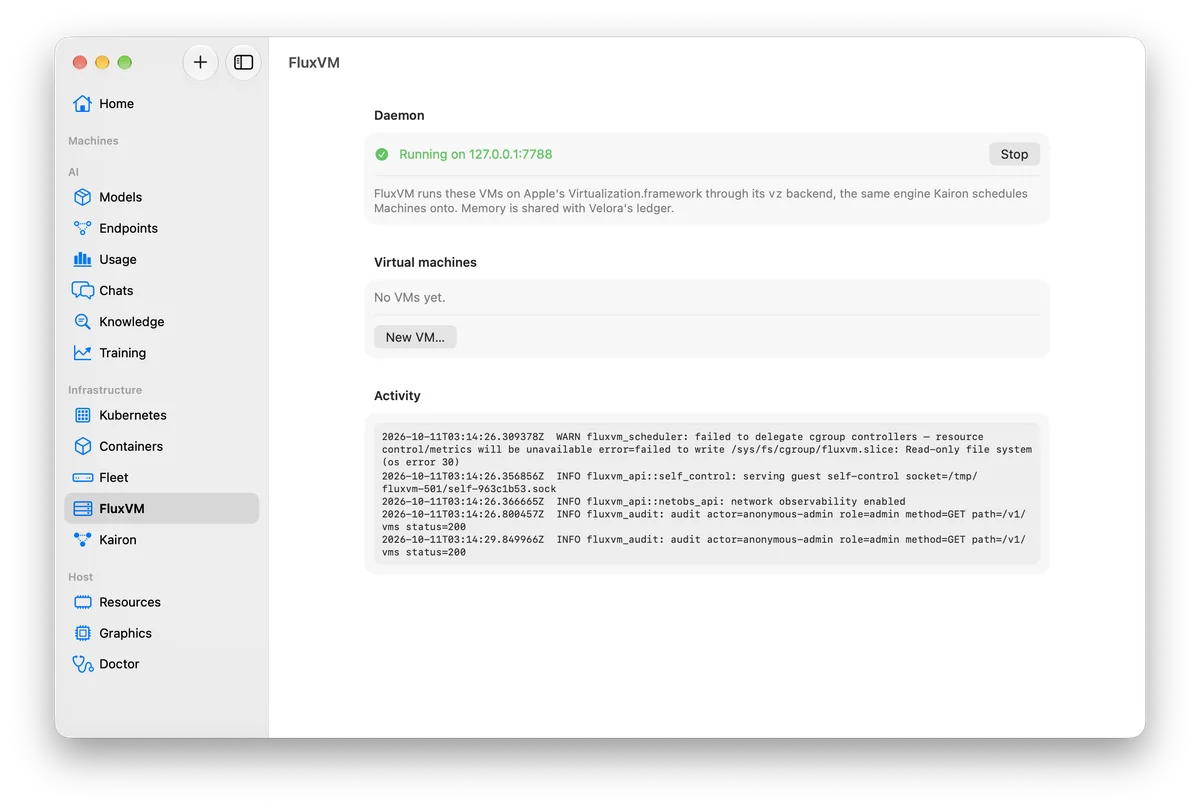 FluxVM
Home
Machines
AI
Models
Endpoints
Usage
Chats
Knowledge
Training
Infrastructure
Kubernetes
Containers
Fleet
FluxVM
Kairon
Host
Resources
Graphics
Doctor
Daemon
Running on 127.0.0.1:7788
Stop
FluxVM runs these VMs on Apple's Virtualization.framework through its vz backend, the same engine Kairon schedules
Machines onto. Memory is shared with Velora's ledger.
Virtual machines
No VMs yet.
New VM...
Activity
2026-10-11T03:14:26.309378Z  WARN fluxvm_scheduler: failed to delegate cgroup controllers — resource
control/metrics will be unavailable error=failed to write /sys/fs/cgroup/fluxvm.slice: Read-only file system
(os error 30)
2026-10-11T03:14:26.356856Z  INFO fluxvm_api::self_control: serving guest self-control socket=/tmp/
fluxvm-501/self-963c1b53.sock
2026-10-11T03:14:26.366665Z  INFO fluxvm_api::netobs_api: network observability enabled
2026-10-11T03:14:26.800457Z  INFO fluxvm_audit: audit actor=anonymous-admin role=admin method=GET path=/v1/
vms status=200
2026-10-11T03:14:29.849966Z  INFO fluxvm_audit: audit actor=anonymous-admin role=admin method=GET path=/v1/
vms status=200